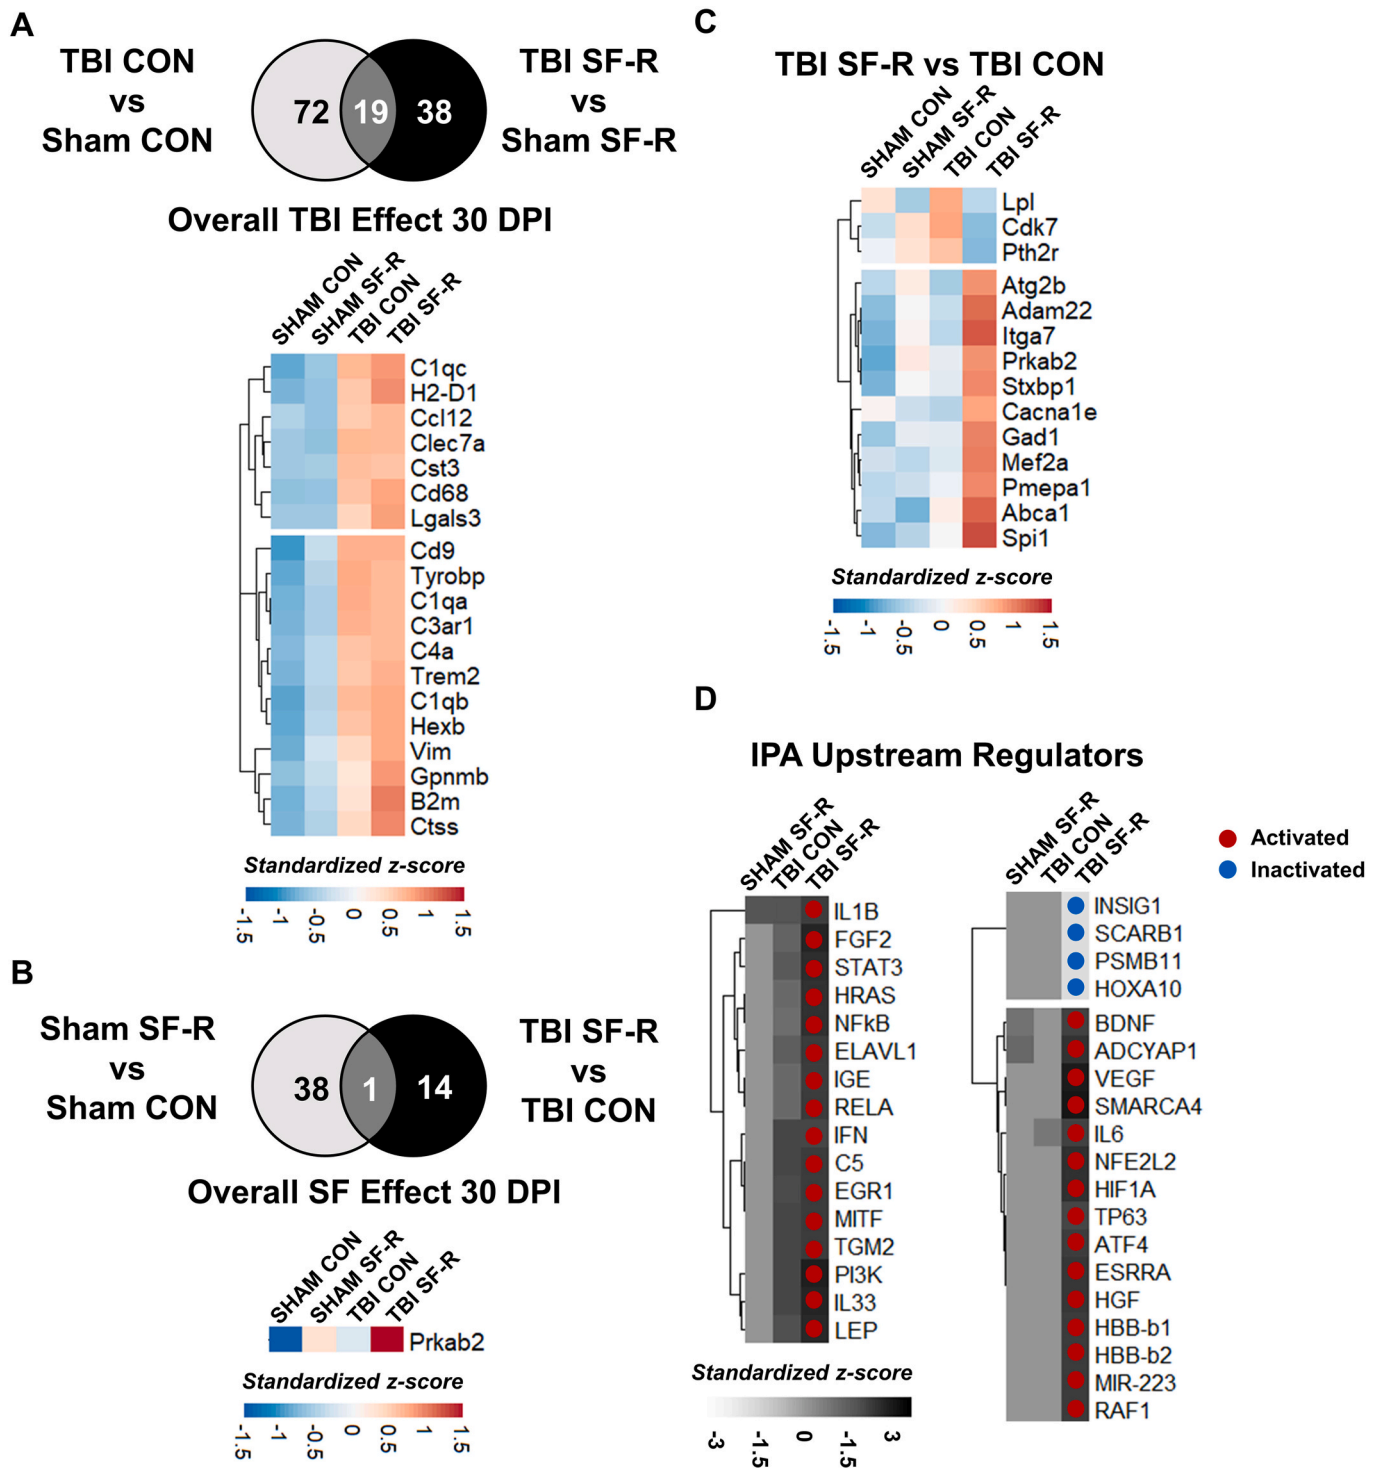 A
TBI CON
vs
Sham CON
72
19
38
TBI SF-R
vs
Sham SF-R
Overall TBI Effect 30 DPI
SHAM CON
SHAM SF-R
TBI CON
TBI SF-R
C1qc
H2-D1
Ccl12
Clec7a
Cst3
Cd68
Lgals3
Cd9
Tyrobp
C1qa
C3ar1
C4a
Trem2
C1qb
Hexb
Vim
Gpnmb
B2m
Ctss
Standardized z-score
-1.5
-1
-0.5
0
0.5
1
1.5
B
Sham SF-R
vs
Sham CON
38
1
14
TBI SF-R
vs
TBI CON
Overall SF Effect 30 DPI
SHAM CON
SHAM SF-R
TBI CON
TBI SF-R
Prkab2
Standardized z-score
-1.5
-1
-0.5
0
0.5
1
1.5
C
TBI SF-R vs TBI CON
SHAM CON
SHAM SF-R
TBI CON
TBI SF-R
Lpl
Cdk7
Pth2r
Atg2b
Adam22
Itga7
Prkab2
Stxbp1
Cacna1e
Gad1
Mef2a
Pmepa1
Abca1
Spi1
Standardized z-score
-1.5
-1
-0.5
0
0.5
1
1.5
D
IPA Upstream Regulators
SHAM SF-R
TBI CON
TBI SF-R
IL1B
FGF2
STAT3
HRAS
NFkB
ELAVL1
IGE
RELA
IFN
C5
EGR1
MITF
TGM2
PI3K
IL33
LEP
Standardized z-score
-3
-1.5
0
-1.5
3
SHAM SF-R
TBI CON
TBI SF-R
INSIG1
SCARB1
PSMB11
HOXA10
BDNF
ADCYAP1
VEGF
SMARCA4
IL6
NFE2L2
HIF1A
TP63
ATF4
ESRRA
HGF
HBB-b1
HBB-b2
MIR-223
RAF1
Activated
Inactivated